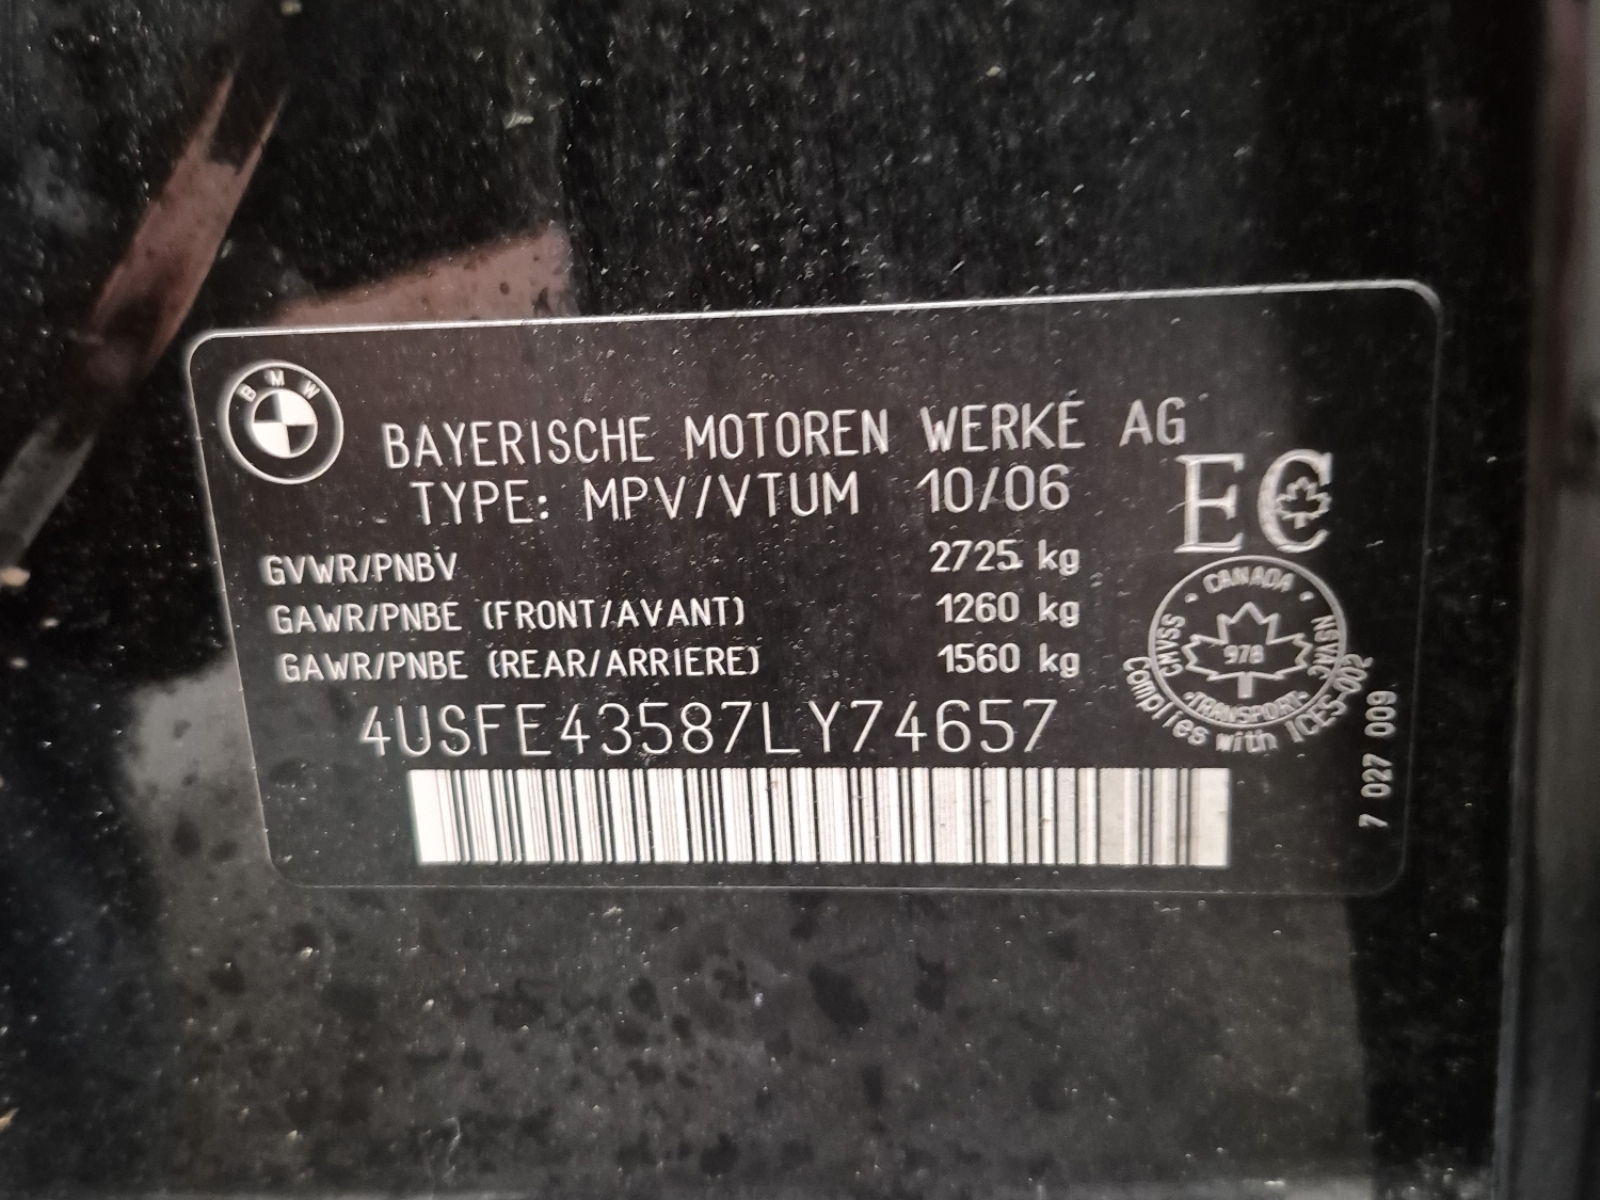 BMW
BAYERISCHE MOTOREN WERKE AG
TYPE: MPV/VTUM 10/06
EC
GVWR/PNBV 2725 kg
GAWR/PNBE (FRONT/AVANT) 1260 kg
GAWR/PNBE (REAR/ARRIERE) 1560 kg
4USFE43587LY74657
CANADA
CMVSS
NSVAC
978
TRANSPORT
Complies with ICES-002
7 027 009